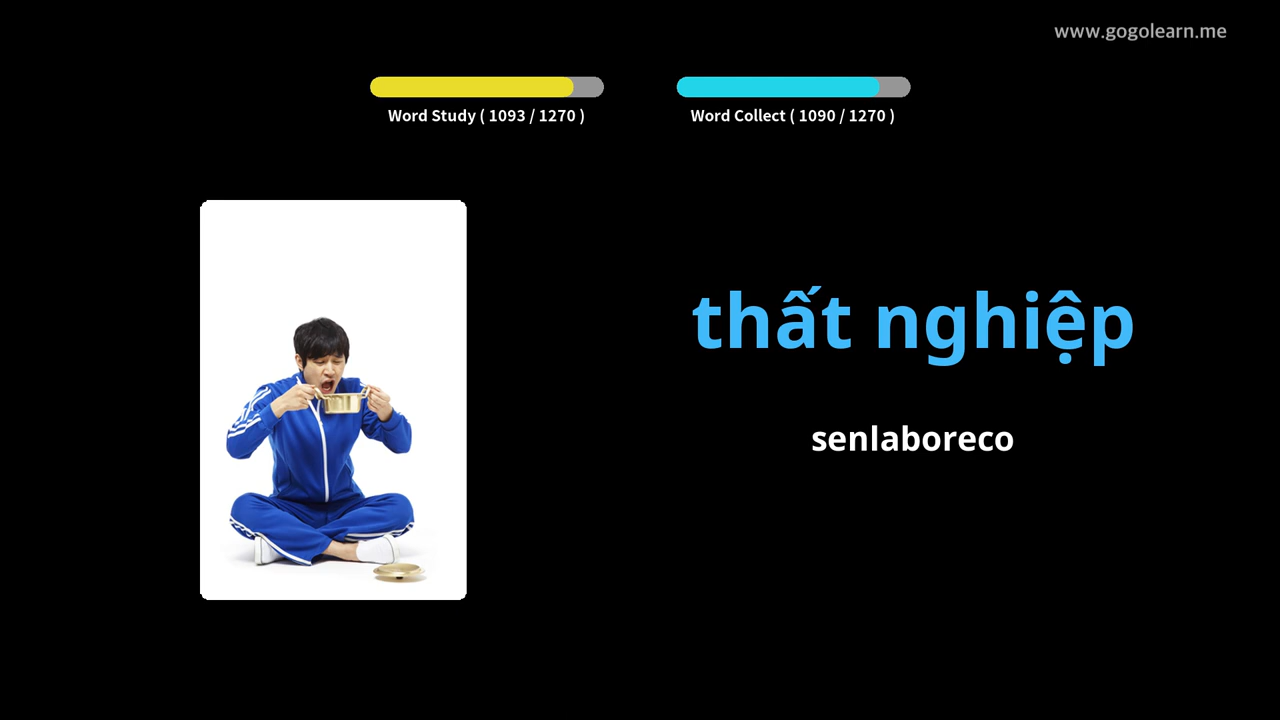 www.gogolearn.me
Word Study ( 1093 / 1270 )
Word Collect ( 1090 / 1270 )
thất nghiệp
senlaboreco